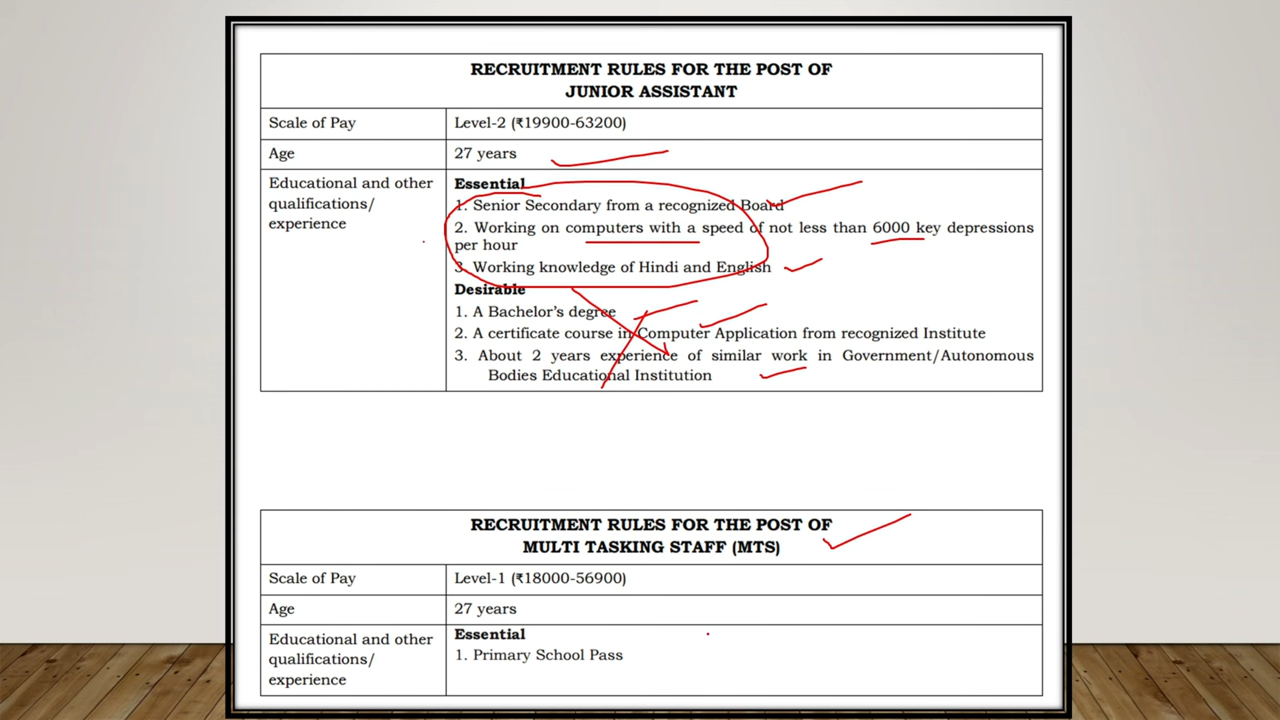 RECRUITMENT RULES FOR THE POST OF
JUNIOR ASSISTANT
Scale of Pay
Level-2 (₹19900-63200)
Age
27 years
Educational and other
qualifications/
experience
Essential
1. Senior Secondary from a recognized Board
2. Working on computers with a speed of not less than 6000 key depressions
per hour
3. Working knowledge of Hindi and English
Desirable
1. A Bachelor’s degree
2. A certificate course in Computer Application from recognized Institute
3. About 2 years experience of similar work in Government/Autonomous
Bodies Educational Institution
RECRUITMENT RULES FOR THE POST OF
MULTI TASKING STAFF (MTS)
Scale of Pay
Level-1 (₹18000-56900)
Age
27 years
Educational and other
qualifications/
experience
Essential
1. Primary School Pass